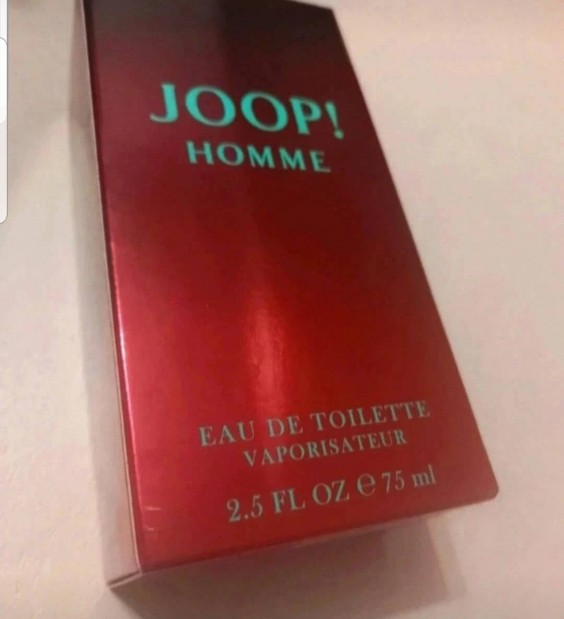 JOOP!
HOMME
EAU DE TOILETTE
VAPORISATEUR
2.5 FL OZ ℮ 75 ml